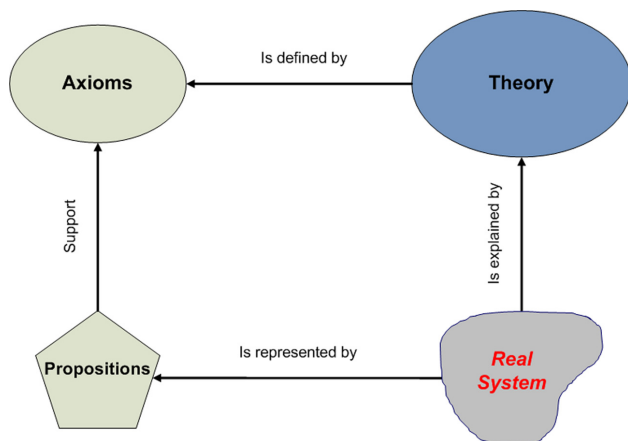 Is defined by
Axioms
Theory
Support
Is explained by
Propositions
Is represented by
Real
System